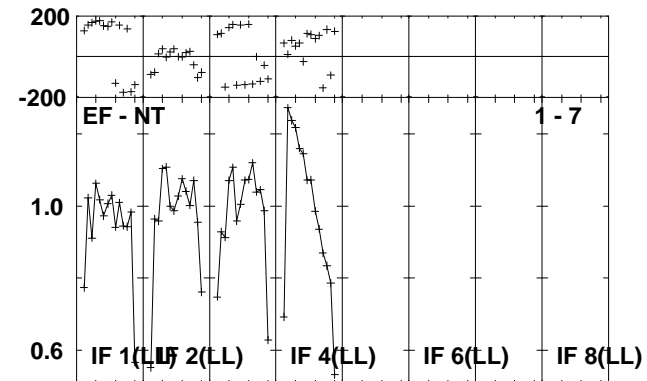 200
-200
EF - NT 1 - 7
1.0
0.6
IF 1(LL) IF 2(LL) IF 4(LL) IF 6(LL) IF 8(LL)